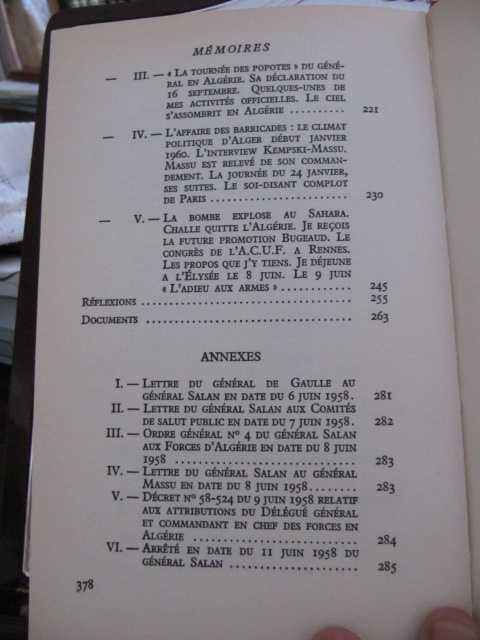 MÉMOIRES
— III. — « LA TOURNÉE DES POPOTES » DU GÉNÉ-
RAL EN ALGÉRIE. SA DÉCLARATION DU
16 SEPTEMBRE. QUELQUES-UNES DE
MES ACTIVITÉS OFFICIELLES. LE CIEL
S'ASSOMBRIT EN ALGÉRIE .......... 221
— IV. — L'AFFAIRE DES BARRICADES : LE CLIMAT
POLITIQUE D'ALGER DÉBUT JANVIER
1960. L'INTERVIEW KEMPSKI-MASSU.
MASSU EST RELEVÉ DE SON COMMAN-
DEMENT. LA JOURNÉE DU 24 JANVIER,
SES SUITES. LE SOI-DISANT COMPLOT
DE PARIS ......................... 230
— V. — LA BOMBE EXPLOSE AU SAHARA.
CHALLE QUITTE L'ALGÉRIE. JE REÇOIS
LA FUTURE PROMOTION BUGEAUD. LE
CONGRÈS DE L'A.C.U.F. A RENNES.
LES PROPOS QUE J'Y TIENS. JE DÉJEUNE
A L'ÉLYSÉE LE 8 JUIN. LE 9 JUIN
« L'ADIEU AUX ARMES » ............. 245
RÉFLEXIONS ........................ 255
DOCUMENTS ........................ 263
ANNEXES
I. — LETTRE DU GÉNÉRAL DE GAULLE AU
GÉNÉRAL SALAN EN DATE DU 6 JUIN 1958. 281
II. — LETTRE DU GÉNÉRAL SALAN AUX COMITÉS
DE SALUT PUBLIC EN DATE DU 7 JUIN 1958. 282
III. — ORDRE GÉNÉRAL Nº 4 DU GÉNÉRAL SALAN
AUX FORCES D'ALGÉRIE EN DATE DU 8 JUIN
1958 ........................ 283
IV. — LETTRE DU GÉNÉRAL SALAN AU GÉNÉRAL
MASSU EN DATE DU 8 JUIN 1958........ 283
V. — DÉCRET Nº 58-524 DU 9 JUIN 1958 RELATIF
AUX ATTRIBUTIONS DU DÉLÉGUÉ GÉNÉRAL
ET COMMANDANT EN CHEF DES FORCES EN
ALGÉRIE ........................ 284
VI. — ARRÊTÉ EN DATE DU 11 JUIN 1958 DU
GÉNÉRAL SALAN .................. 285
378